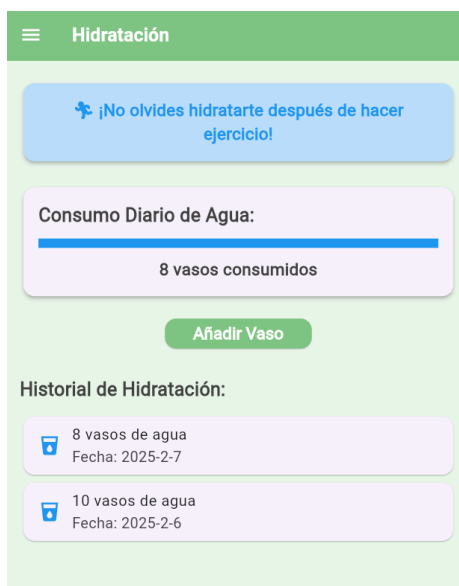 Hidratación
¡No olvides hidratarte después de hacer
ejercicio!
Consumo Diario de Agua:
8 vasos consumidos
Añadir Vaso
Historial de Hidratación:
8 vasos de agua
Fecha: 2025-2-7
10 vasos de agua
Fecha: 2025-2-6